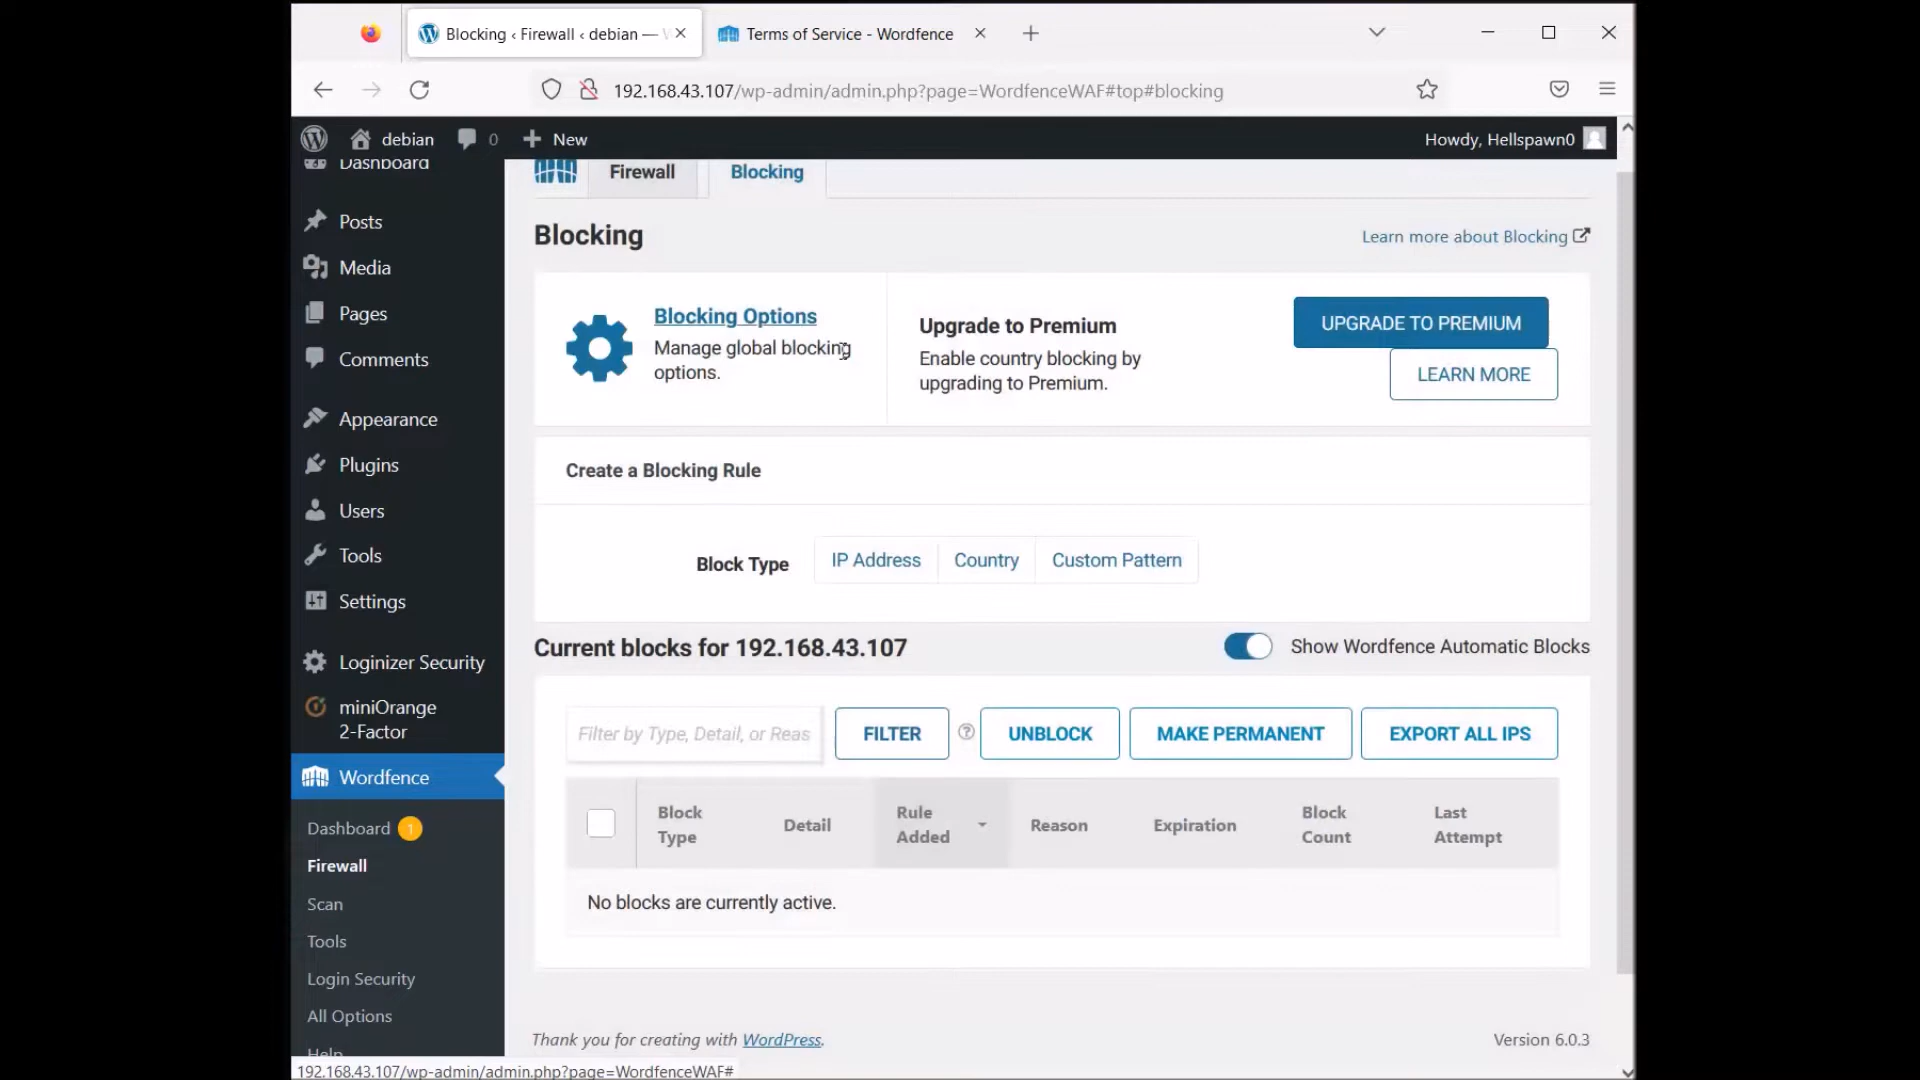 Blocking ‹ Firewall ‹ debian — W
Terms of Service - Wordfence
192.168.43.107/wp-admin/admin.php?page=WordfenceWAF#top#blocking
debian
0
New
Howdy, Hellspawn0
Dashboard
Posts
Media
Pages
Comments
Appearance
Plugins
Users
Tools
Settings
Loginizer Security
miniOrange
2-Factor
Wordfence
Dashboard 1
Firewall
Scan
Tools
Login Security
All Options
Help
Firewall
Blocking
Blocking
Learn more about Blocking
Blocking Options
Manage global blocking
options.
Upgrade to Premium
Enable country blocking by
upgrading to Premium.
UPGRADE TO PREMIUM
LEARN MORE
Create a Blocking Rule
Block Type
IP Address
Country
Custom Pattern
Current blocks for 192.168.43.107
Show Wordfence Automatic Blocks
Filter by Type, Detail, or Reas
FILTER
?
UNBLOCK
MAKE PERMANENT
EXPORT ALL IPS
Block
Type
Detail
Rule
Added
Reason
Expiration
Block
Count
Last
Attempt
No blocks are currently active.
Thank you for creating with WordPress.
Version 6.0.3
192.168.43.107/wp-admin/admin.php?page=WordfenceWAF#